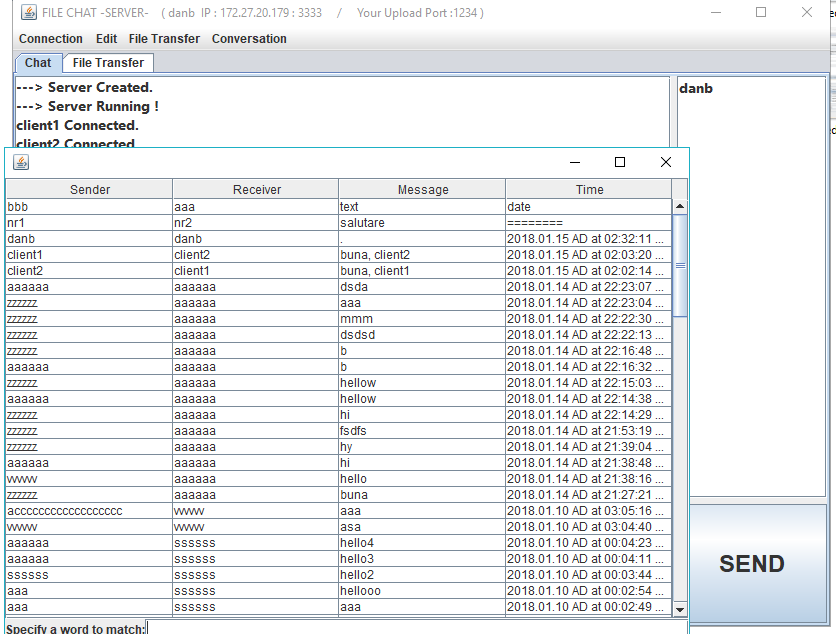 FILE CHAT -SERVER- ( danb IP : 172.27.20.179 : 3333 / Your Upload Port :1234 )
Connection Edit File Transfer Conversation
Chat File Transfer
---> Server Created.
---> Server Running !
client1 Connected.
client2 Connected
danb
Sender Receiver Message Time
bbb aaa text date
nr1 nr2 salutare ========
danb danb . 2018.01.15 AD at 02:32:11 ...
client1 client2 buna, client2 2018.01.15 AD at 02:03:20 ...
client2 client1 buna, client1 2018.01.15 AD at 02:02:14 ...
aaaaaa aaaaaa dsda 2018.01.14 AD at 22:23:07 ...
zzzzzz aaaaaa aaa 2018.01.14 AD at 22:23:04 ...
zzzzzz aaaaaa mmm 2018.01.14 AD at 22:22:30 ...
zzzzzz aaaaaa dsdsd 2018.01.14 AD at 22:22:13 ...
zzzzzz aaaaaa b 2018.01.14 AD at 22:16:48 ...
aaaaaa aaaaaa b 2018.01.14 AD at 22:16:32 ...
zzzzzz aaaaaa hellow 2018.01.14 AD at 22:15:03 ...
aaaaaa aaaaaa hellow 2018.01.14 AD at 22:14:38 ...
zzzzzz aaaaaa hi 2018.01.14 AD at 22:14:29 ...
zzzzzz aaaaaa fsdfs 2018.01.14 AD at 21:53:19 ...
zzzzzz aaaaaa hy 2018.01.14 AD at 21:39:04 ...
aaaaaa aaaaaa hi 2018.01.14 AD at 21:38:48 ...
vvvvv aaaaaa hello 2018.01.14 AD at 21:38:16 ...
zzzzzz aaaaaa buna 2018.01.14 AD at 21:27:21 ...
acccccccccccccccccc vvvvv aaa 2018.01.10 AD at 03:05:16 ...
vvvvv vvvvv asa 2018.01.10 AD at 03:04:40 ...
aaaaaa ssssss hello4 2018.01.10 AD at 00:04:23 ...
aaaaaa ssssss hello3 2018.01.10 AD at 00:04:11 ...
ssssss ssssss hello2 2018.01.10 AD at 00:03:44 ...
aaa ssssss hellooo 2018.01.10 AD at 00:02:54 ...
aaa ssssss aaa 2018.01.10 AD at 00:02:49 ...
Specify a word to match:
SEND